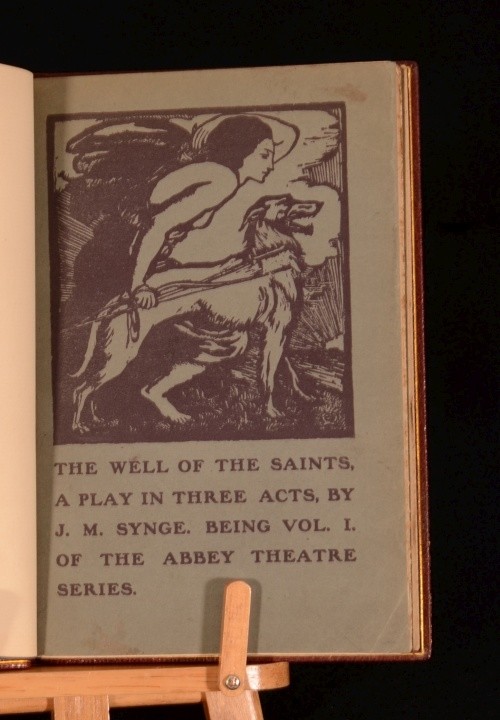 THE WELL OF THE SAINTS,
A PLAY IN THREE ACTS, BY
J. M. SYNGE. BEING VOL. I.
OF THE ABBEY THEATRE
SERIES.